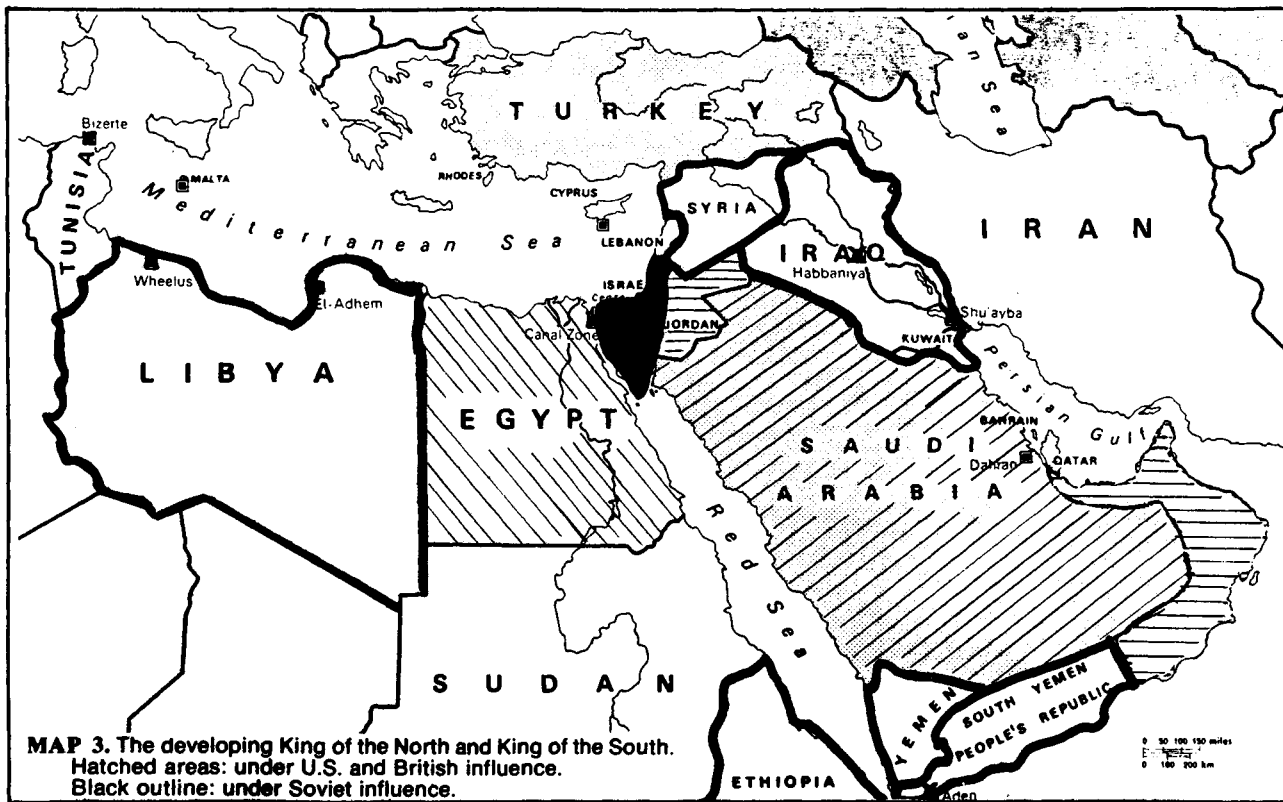 an Sea
TURKEY
Bizerte
TUNISIA
MALTA
Mediterranean Sea
RHODES
CYPRUS
LEBANON
SYRIA
IRAQ
Habbaniya
IRAN
Wheelus
El-Adhem
ISRAE
Canal Zone
JORDAN
Shu'ayba
KUWAIT
Persian Gulf
LIBYA
EGYPT
SAUDI
ARABIA
BAHRAIN
Dahran
QATAR
Red Sea
SUDAN
YEMEN
SOUTH YEMEN
PEOPLE'S REPUBLIC
ETHIOPIA
Aden
0 50 100 150 miles
0 100 200 km
MAP 3. The developing King of the North and King of the South.
Hatched areas: under U.S. and British influence.
Black outline: under Soviet influence.